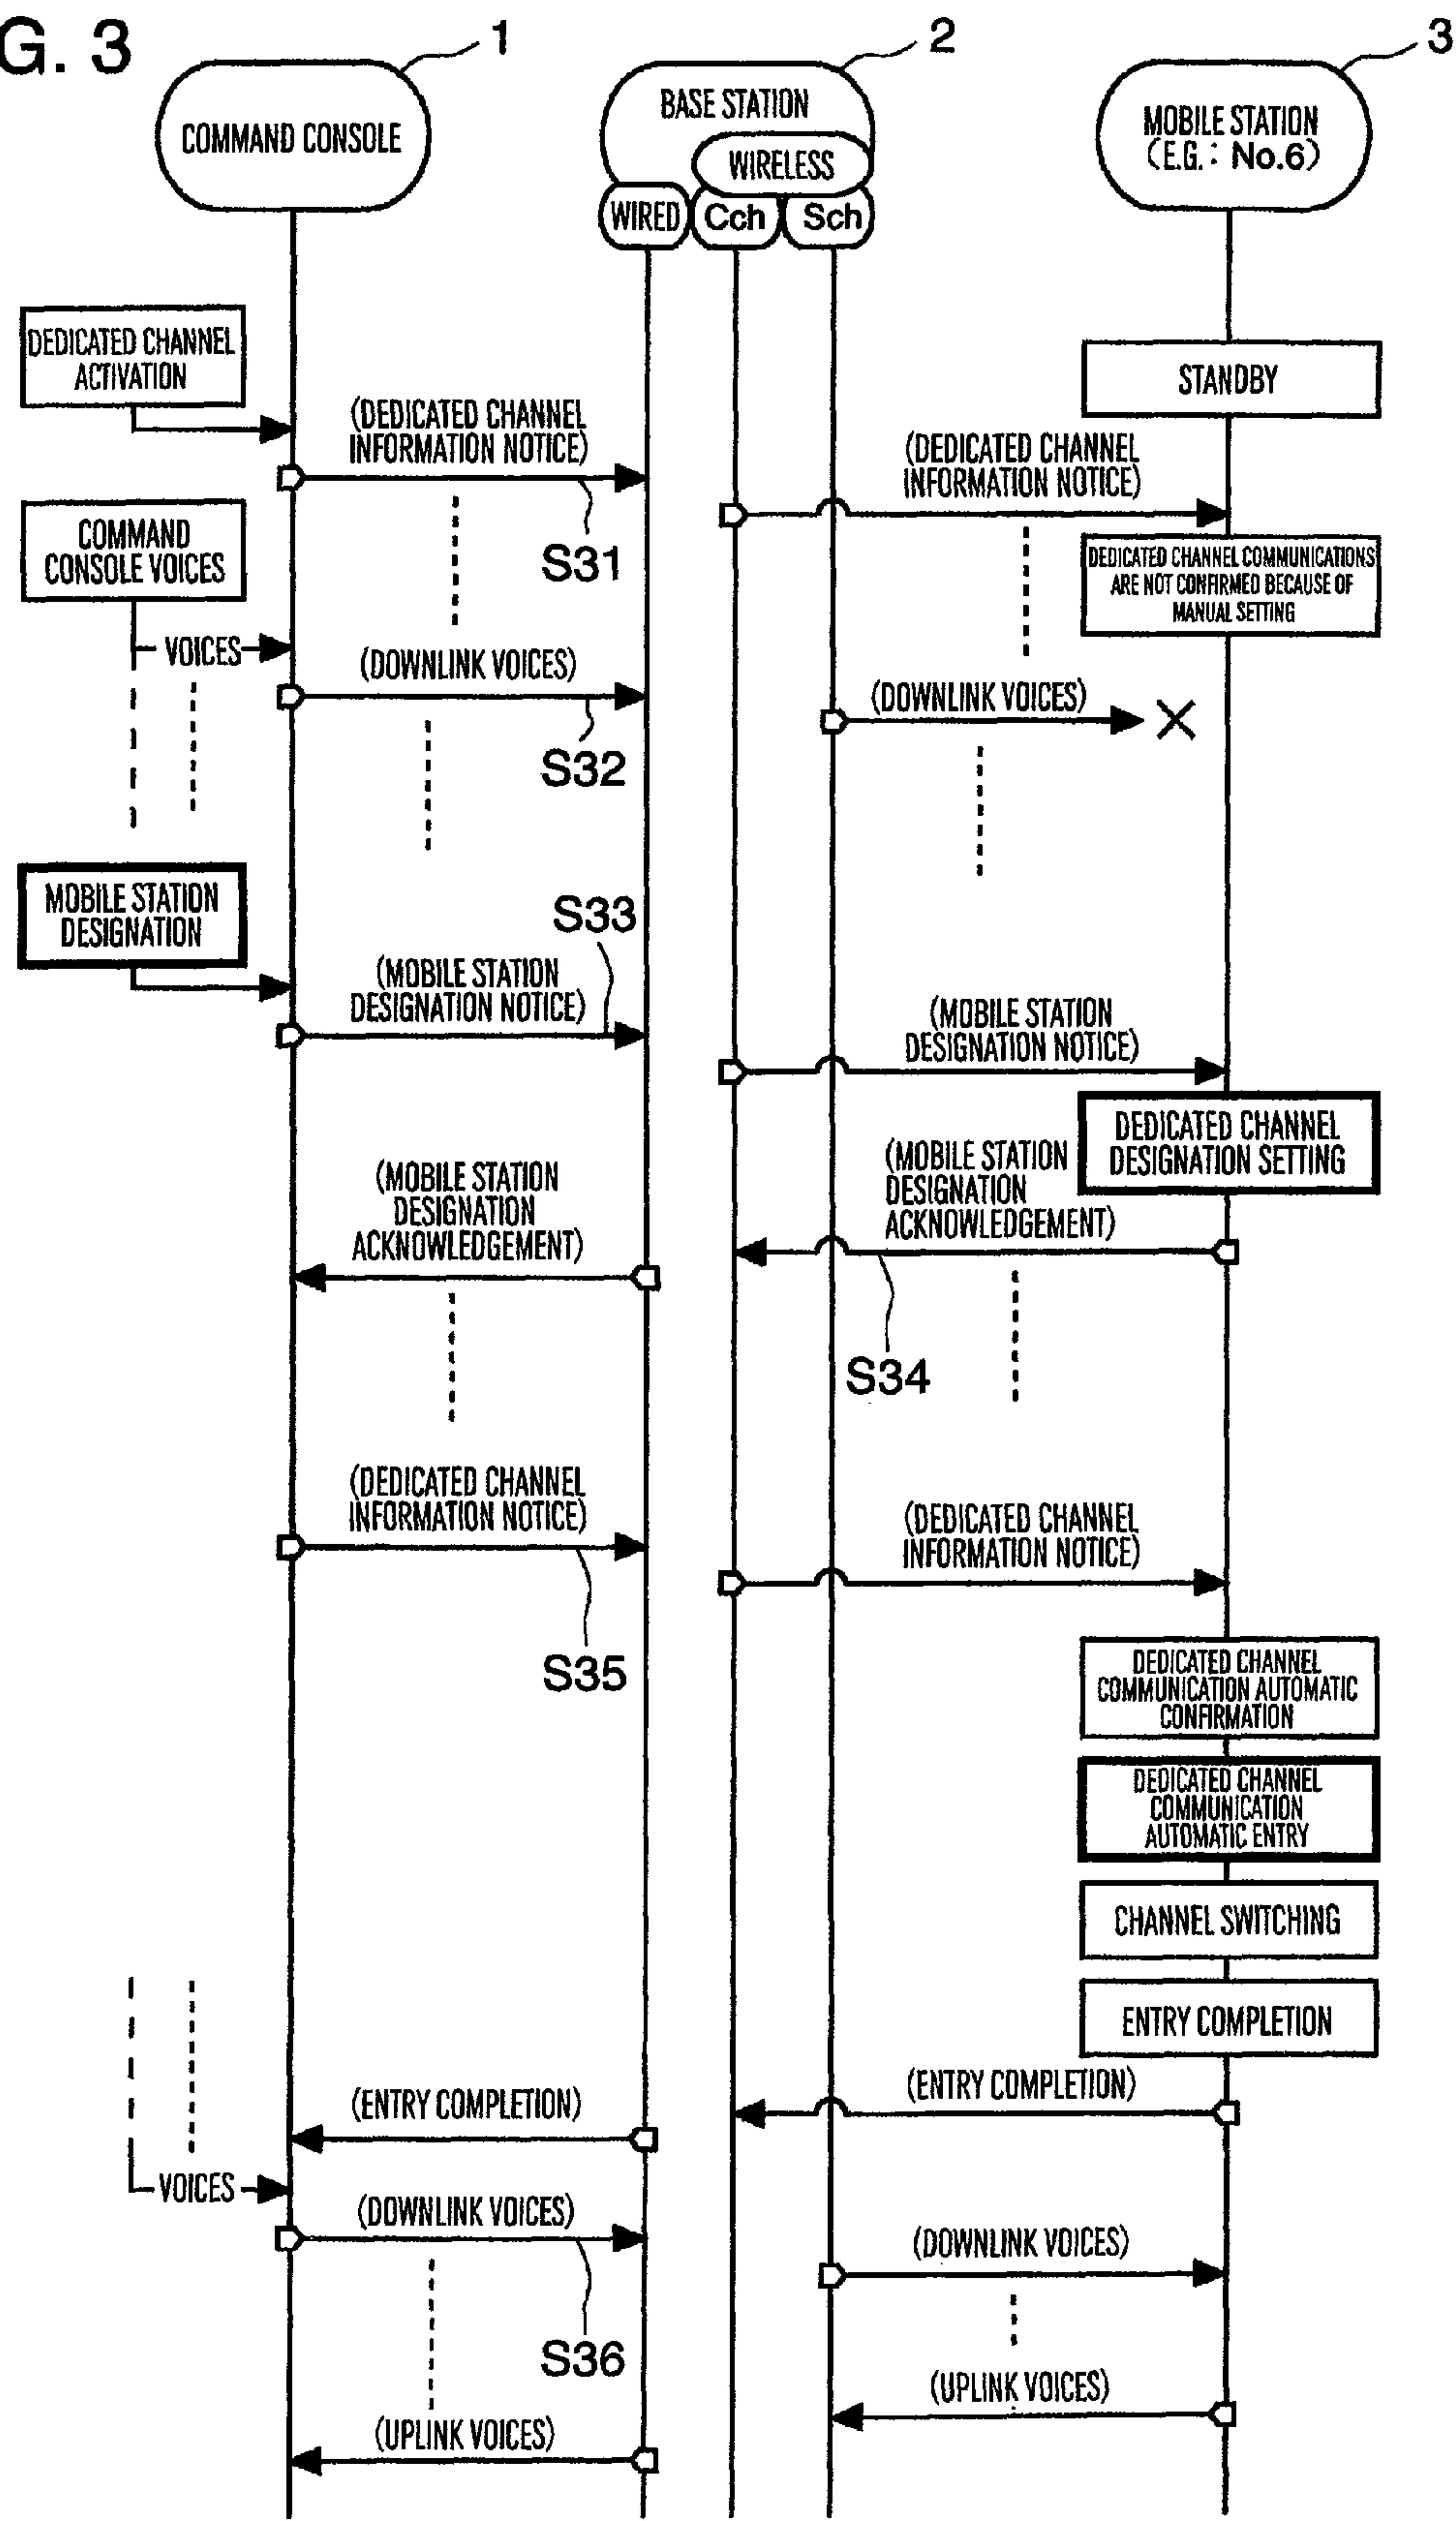 G. 3
1
2
3
COMMAND CONSOLE
BASE STATION
WIRELESS
WIRED
Cch
Sch
MOBILE STATION
(E.G.: No.6)
DEDICATED CHANNEL
ACTIVATION
STANDBY
(DEDICATED CHANNEL
INFORMATION NOTICE)
S31
(DEDICATED CHANNEL
INFORMATION NOTICE)
COMMAND
CONSOLE VOICES
DEDICATED CHANNEL COMMUNICATIONS
ARE NOT CONFIRMED BECAUSE OF
MANUAL SETTING
VOICES
(DOWNLINK VOICES)
S32
(DOWNLINK VOICES)
MOBILE STATION
DESIGNATION
S33
(MOBILE STATION
DESIGNATION NOTICE)
(MOBILE STATION
DESIGNATION NOTICE)
DEDICATED CHANNEL
DESIGNATION SETTING
(MOBILE STATION
DESIGNATION
ACKNOWLEDGEMENT)
(MOBILE STATION
DESIGNATION
ACKNOWLEDGEMENT)
S34
(DEDICATED CHANNEL
INFORMATION NOTICE)
S35
(DEDICATED CHANNEL
INFORMATION NOTICE)
DEDICATED CHANNEL
COMMUNICATION AUTOMATIC
CONFIRMATION
DEDICATED CHANNEL
COMMUNICATION
AUTOMATIC ENTRY
CHANNEL SWITCHING
ENTRY COMPLETION
(ENTRY COMPLETION)
(ENTRY COMPLETION)
VOICES
(DOWNLINK VOICES)
S36
(DOWNLINK VOICES)
(UPLINK VOICES)
(UPLINK VOICES)